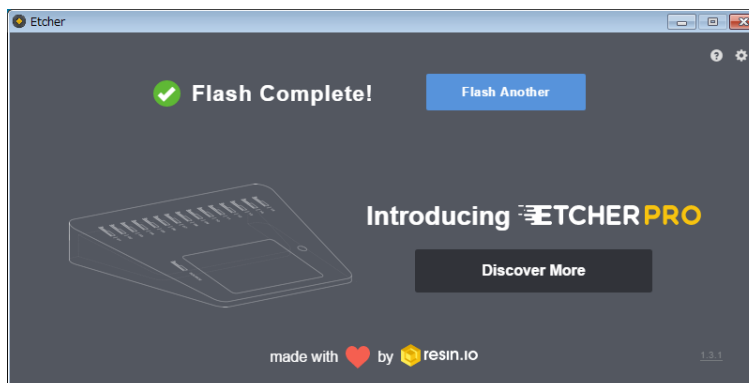 Etcher
Flash Complete!
Flash Another
Introducing ETCHER PRO
Discover More
made with by resin.io
1.3.1